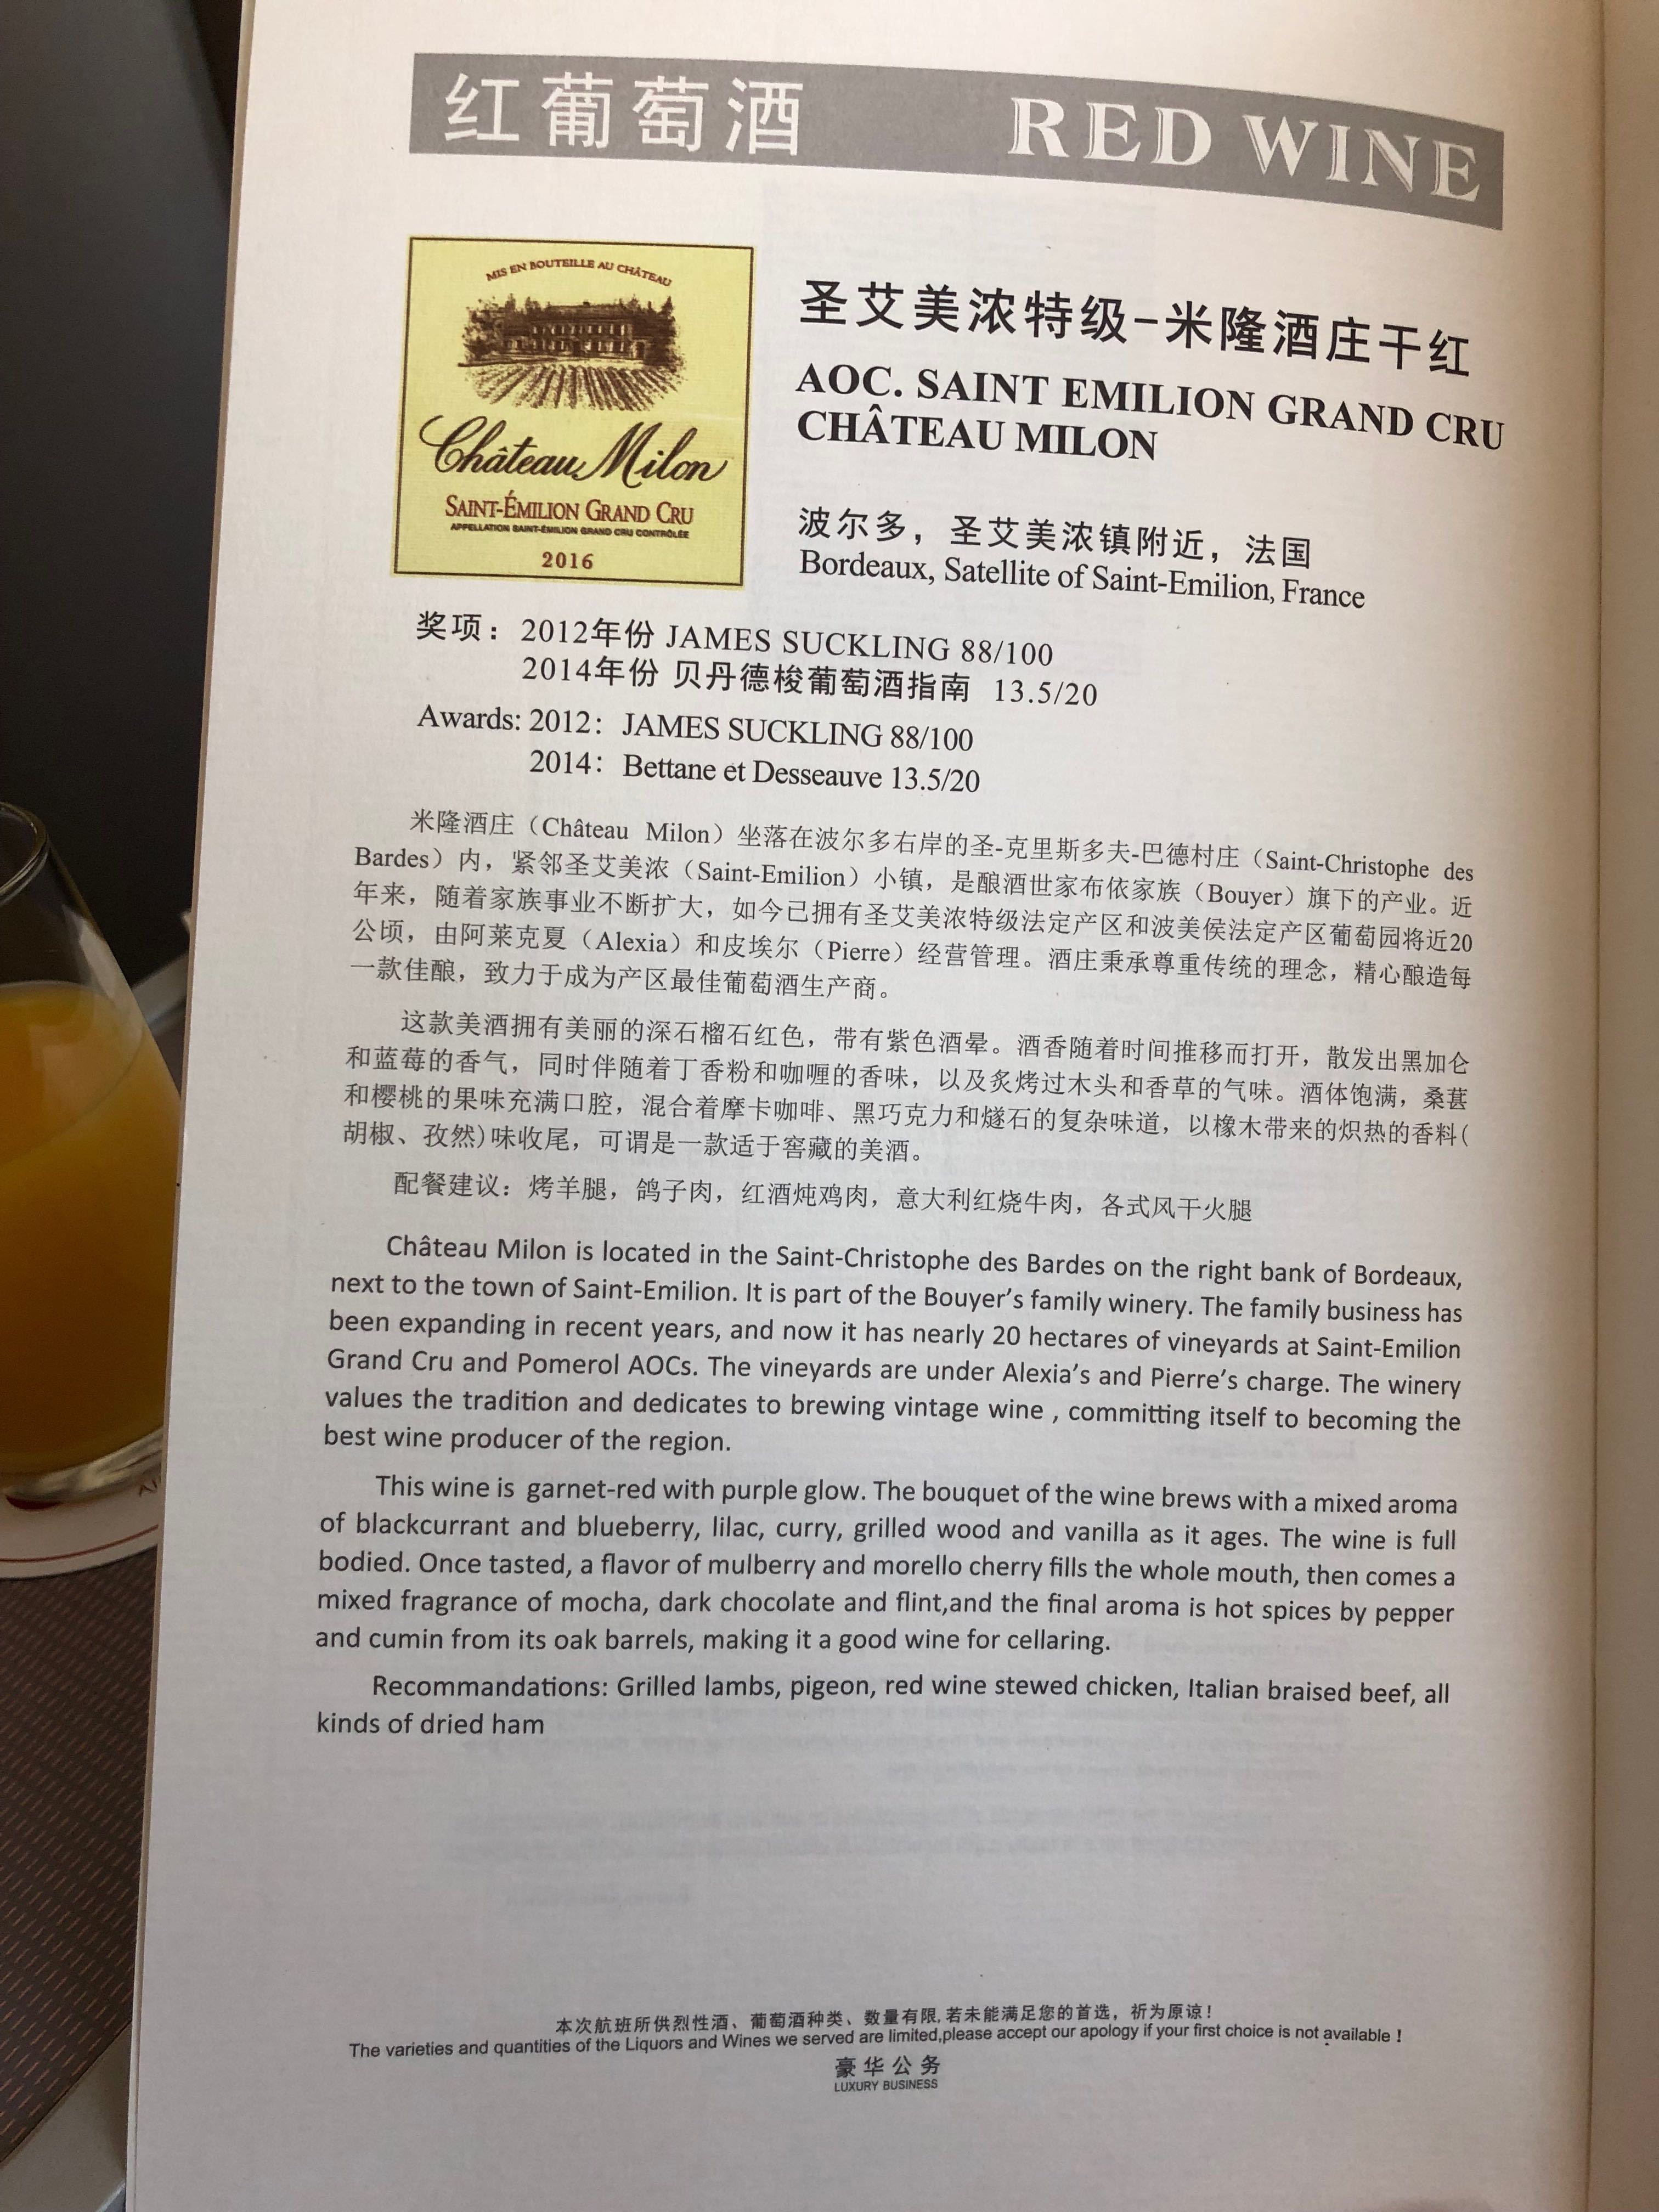 红葡萄酒 RED WINE
MIS EN BOUTEILLE AU CHÂTEAU
Château Milon
SAINT-ÉMILION GRAND CRU
APPELLATION SAINT-ÉMILION GRAND CRU CONTRÔLÉE
2016
圣艾美浓特级-米隆酒庄干红
AOC. SAINT EMILION GRAND CRU
CHÂTEAU MILON
波尔多，圣艾美浓镇附近，法国
Bordeaux, Satellite of Saint-Emilion, France
奖项：2012年份 JAMES SUCKLING 88/100
2014年份 贝丹德梭葡萄酒指南 13.5/20
Awards: 2012： JAMES SUCKLING 88/100
2014： Bettane et Desseauve 13.5/20
米隆酒庄（Château Milon）坐落在波尔多右岸的圣-克里斯多夫-巴德村庄（Saint-Christophe des
Bardes）内，紧邻圣艾美浓（Saint-Emilion）小镇，是酿酒世家布依家族（Bouyer）旗下的产业。近
年来，随着家族事业不断扩大，如今已拥有圣艾美浓特级法定产区和波美侯法定产区葡萄园将近20
公顷，由阿莱克夏（Alexia）和皮埃尔（Pierre）经营管理。酒庄秉承尊重传统的理念，精心酿造每
一款佳酿，致力于成为产区最佳葡萄酒生产商。
这款美酒拥有美丽的深石榴石红色，带有紫色酒晕。酒香随着时间推移而打开，散发出黑加仑
和蓝莓的香气，同时伴随着丁香粉和咖喱的香味，以及炙烤过木头和香草的气味。酒体饱满，桑葚
和樱桃的果味充满口腔，混合着摩卡咖啡、黑巧克力和燧石的复杂味道，以橡木带来的炽热的香料(
胡椒、孜然)味收尾，可谓是一款适于窖藏的美酒。
配餐建议：烤羊腿，鸽子肉，红酒炖鸡肉，意大利红烧牛肉，各式风干火腿
Château Milon is located in the Saint-Christophe des Bardes on the right bank of Bordeaux,
next to the town of Saint-Emilion. It is part of the Bouyer's family winery. The family business has
been expanding in recent years, and now it has nearly 20 hectares of vineyards at Saint-Emilion
Grand Cru and Pomerol AOCs. The vineyards are under Alexia's and Pierre's charge. The winery
values the tradition and dedicates to brewing vintage wine , committing itself to becoming the
best wine producer of the region.
This wine is garnet-red with purple glow. The bouquet of the wine brews with a mixed aroma
of blackcurrant and blueberry, lilac, curry, grilled wood and vanilla as it ages. The wine is full
bodied. Once tasted, a flavor of mulberry and morello cherry fills the whole mouth, then comes a
mixed fragrance of mocha, dark chocolate and flint,and the final aroma is hot spices by pepper
and cumin from its oak barrels, making it a good wine for cellaring.
Recommandations: Grilled lambs, pigeon, red wine stewed chicken, Italian braised beef, all
kinds of dried ham
本次航班所供烈性酒、葡萄酒种类、数量有限,若未能满足您的首选，祈为原谅！
The varieties and quantities of the Liquors and Wines we served are limited,please accept our apology if your first choice is not available！
豪华公务
LUXURY BUSINESS